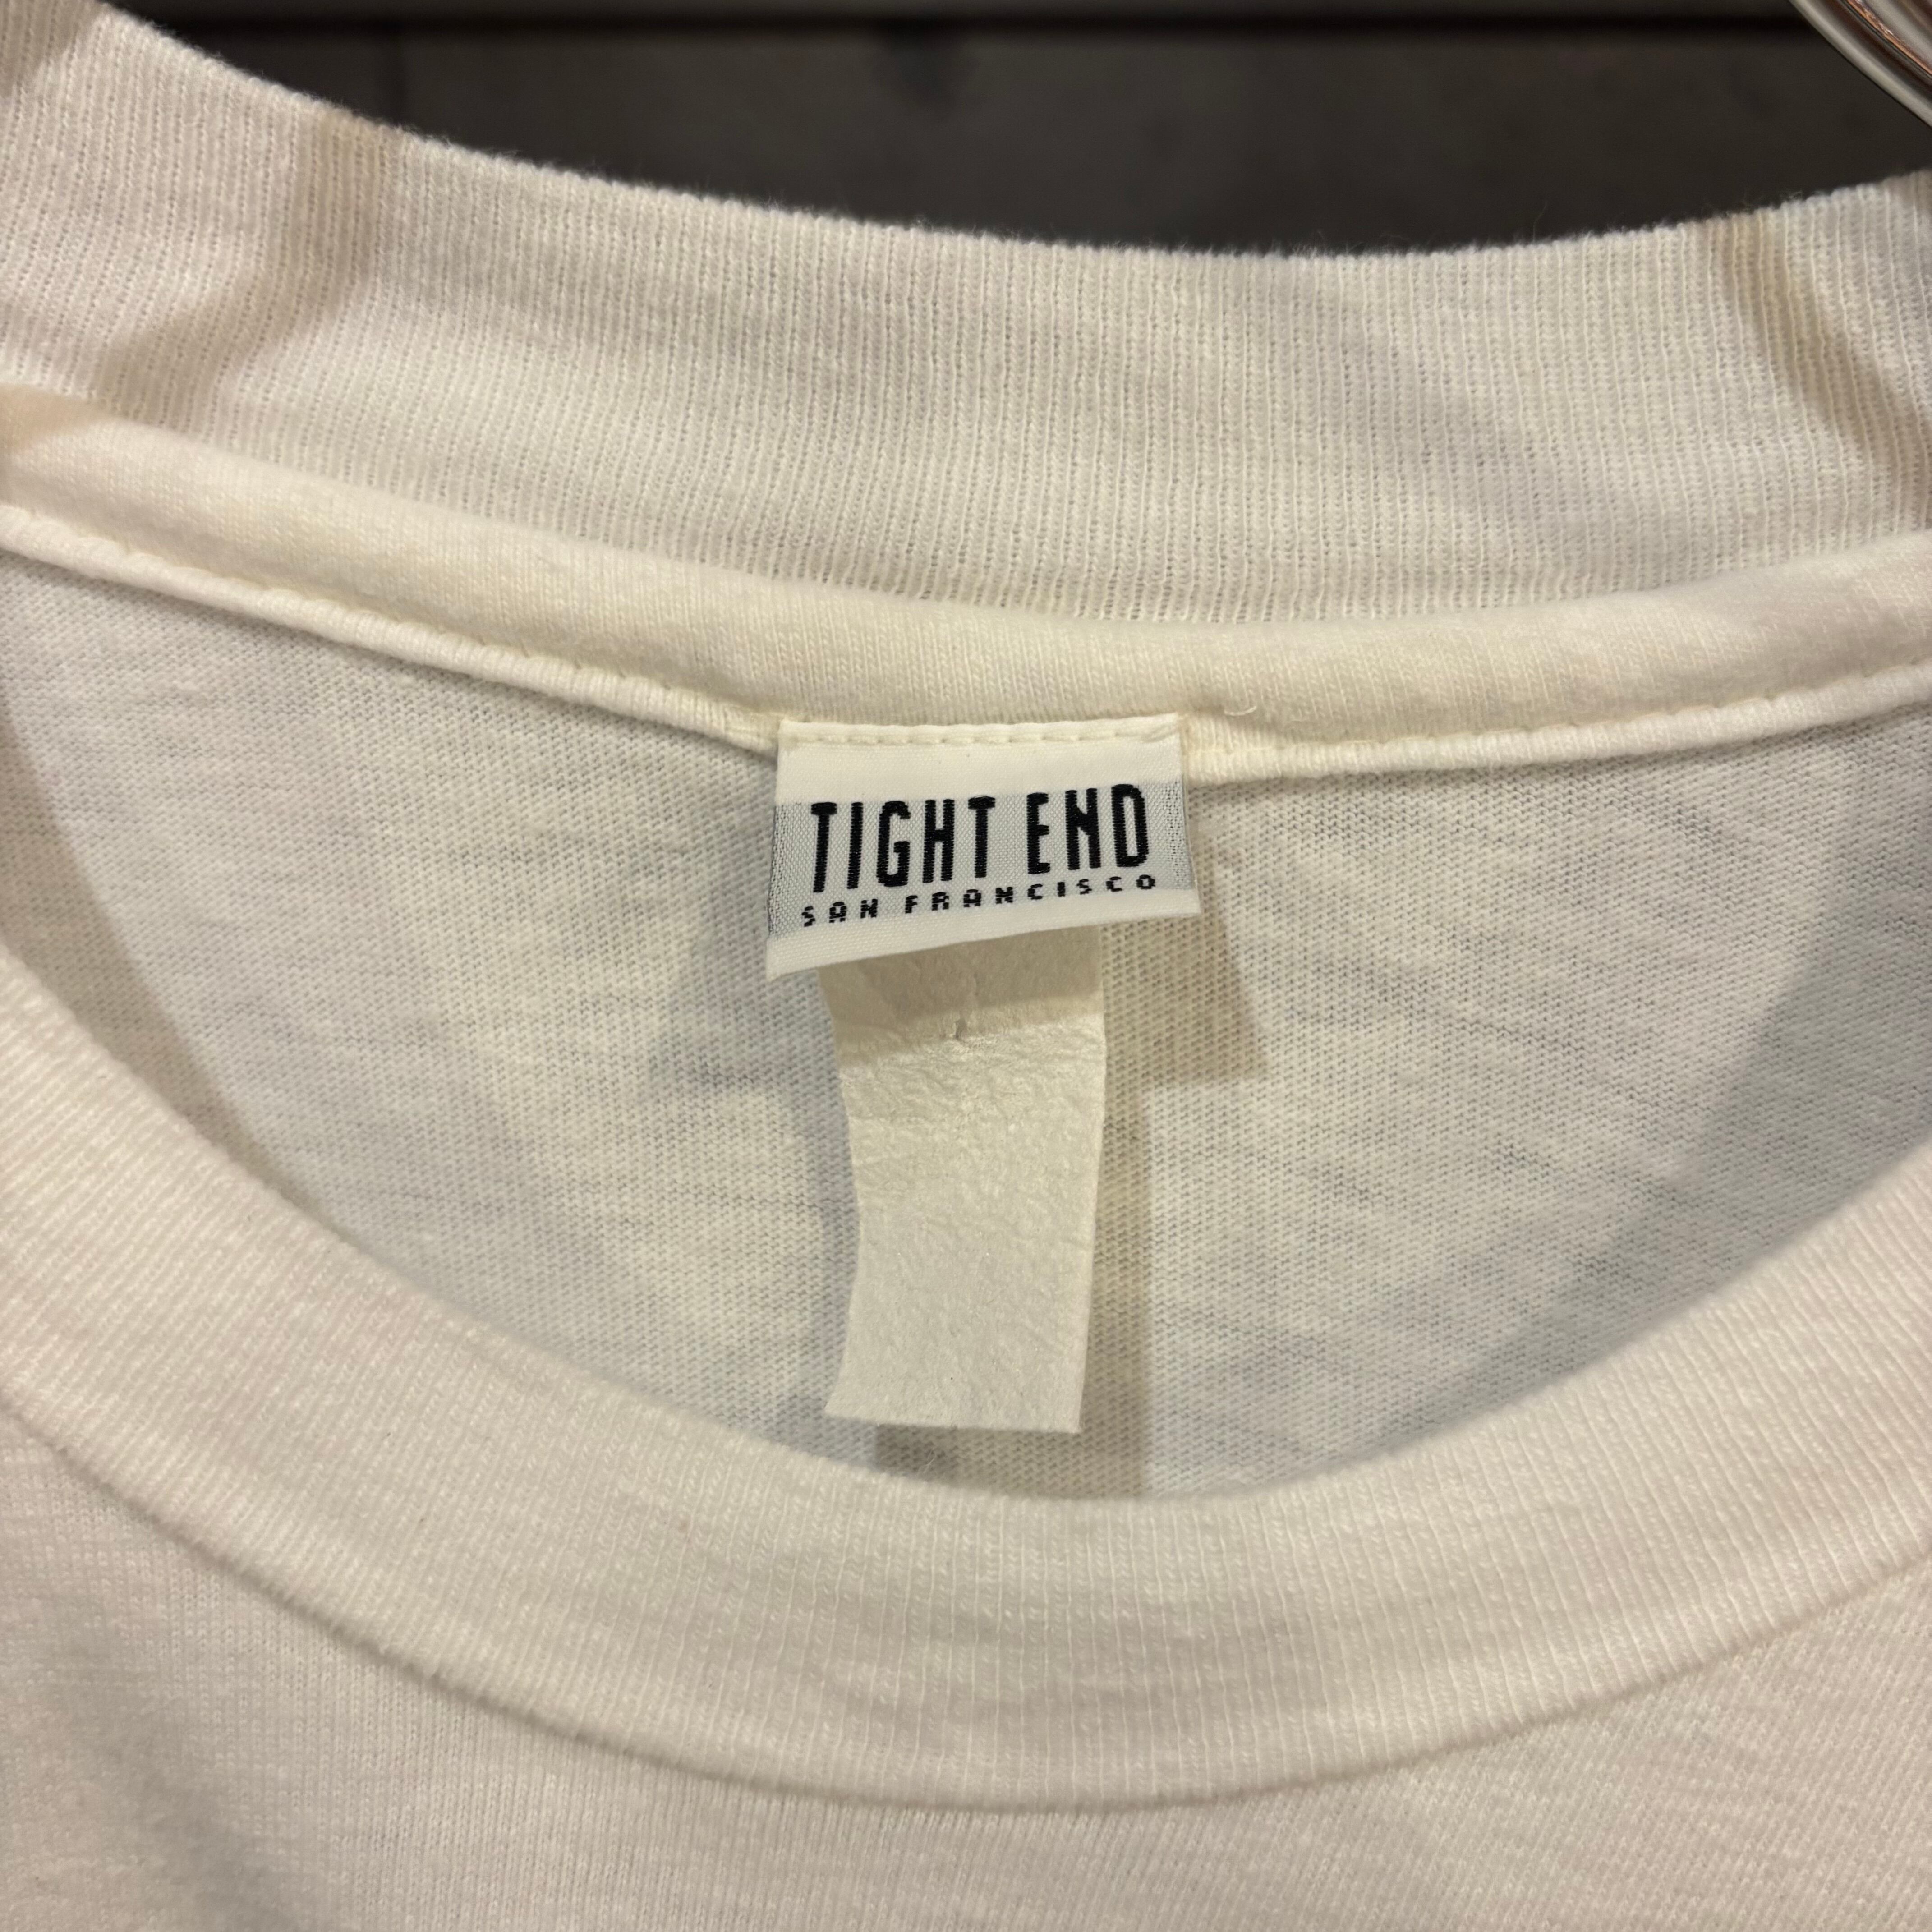 TIGHT END
SAN FRANCISCO